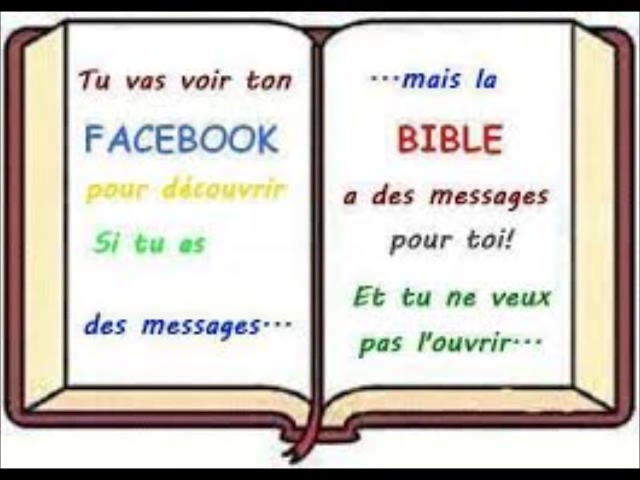 Tu vas voir ton
FACEBOOK
pour découvrir
Si tu as
des messages...
...mais la
BIBLE
a des messages
pour toi!
Et tu ne veux
pas l'ouvrir...